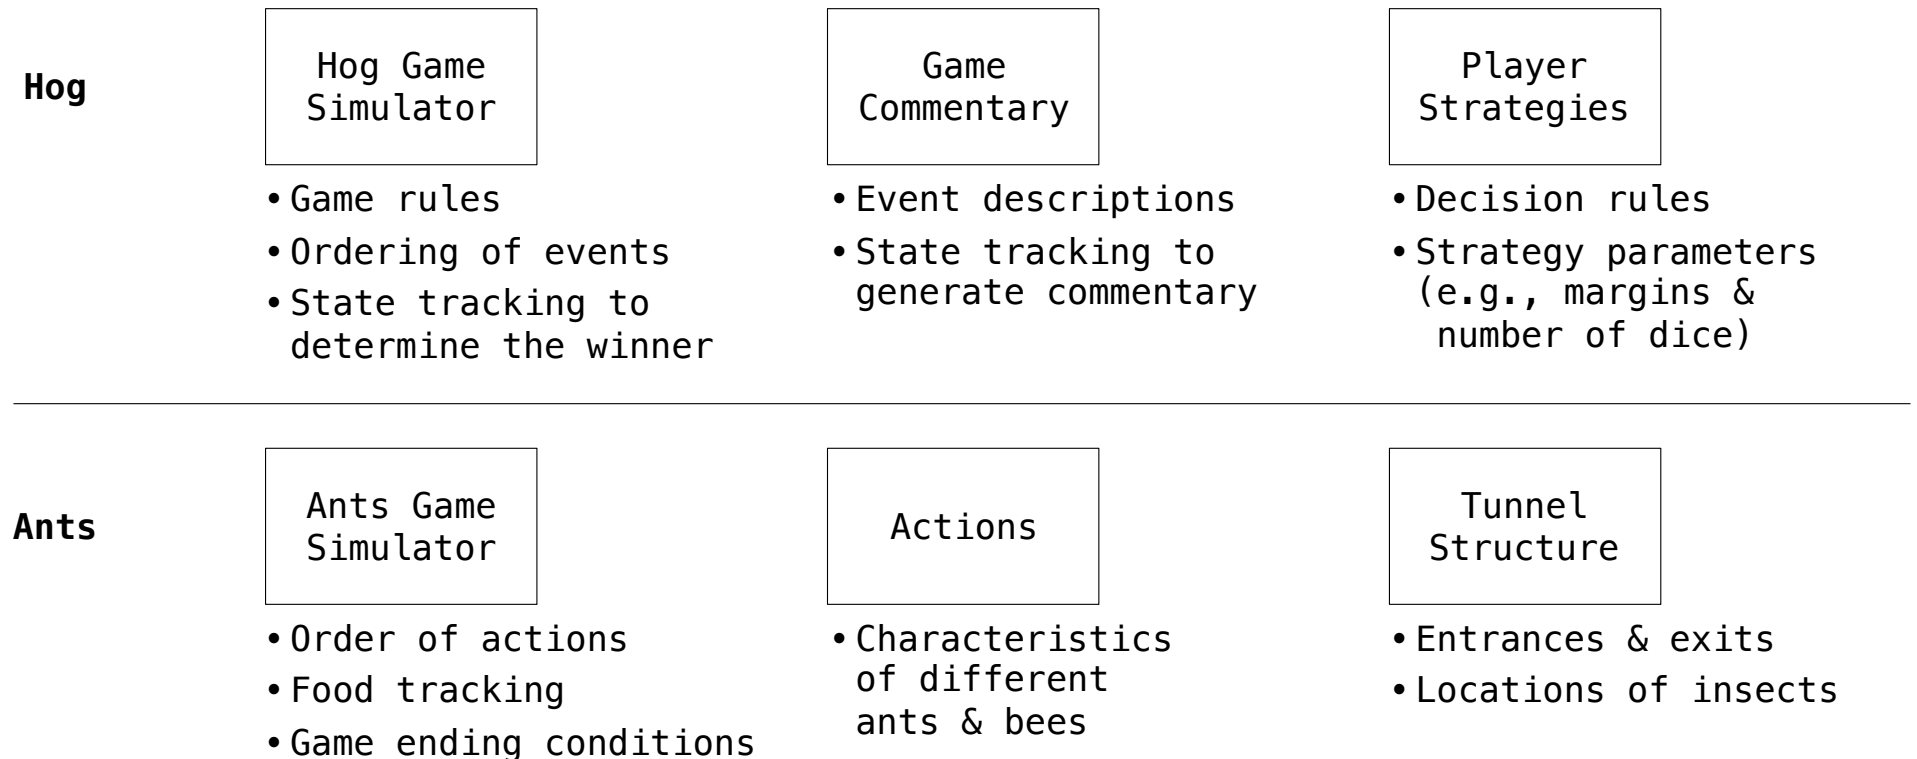 Hog
Hog Game
Simulator
• Game rules
• Ordering of events
• State tracking to
determine the winner
Game
Commentary
• Event descriptions
• State tracking to
generate commentary
Player
Strategies
• Decision rules
• Strategy parameters
(e.g., margins &
number of dice)
Ants
Ants Game
Simulator
• Order of actions
• Food tracking
• Game ending conditions
Actions
• Characteristics
of different
ants & bees
Tunnel
Structure
• Entrances & exits
• Locations of insects